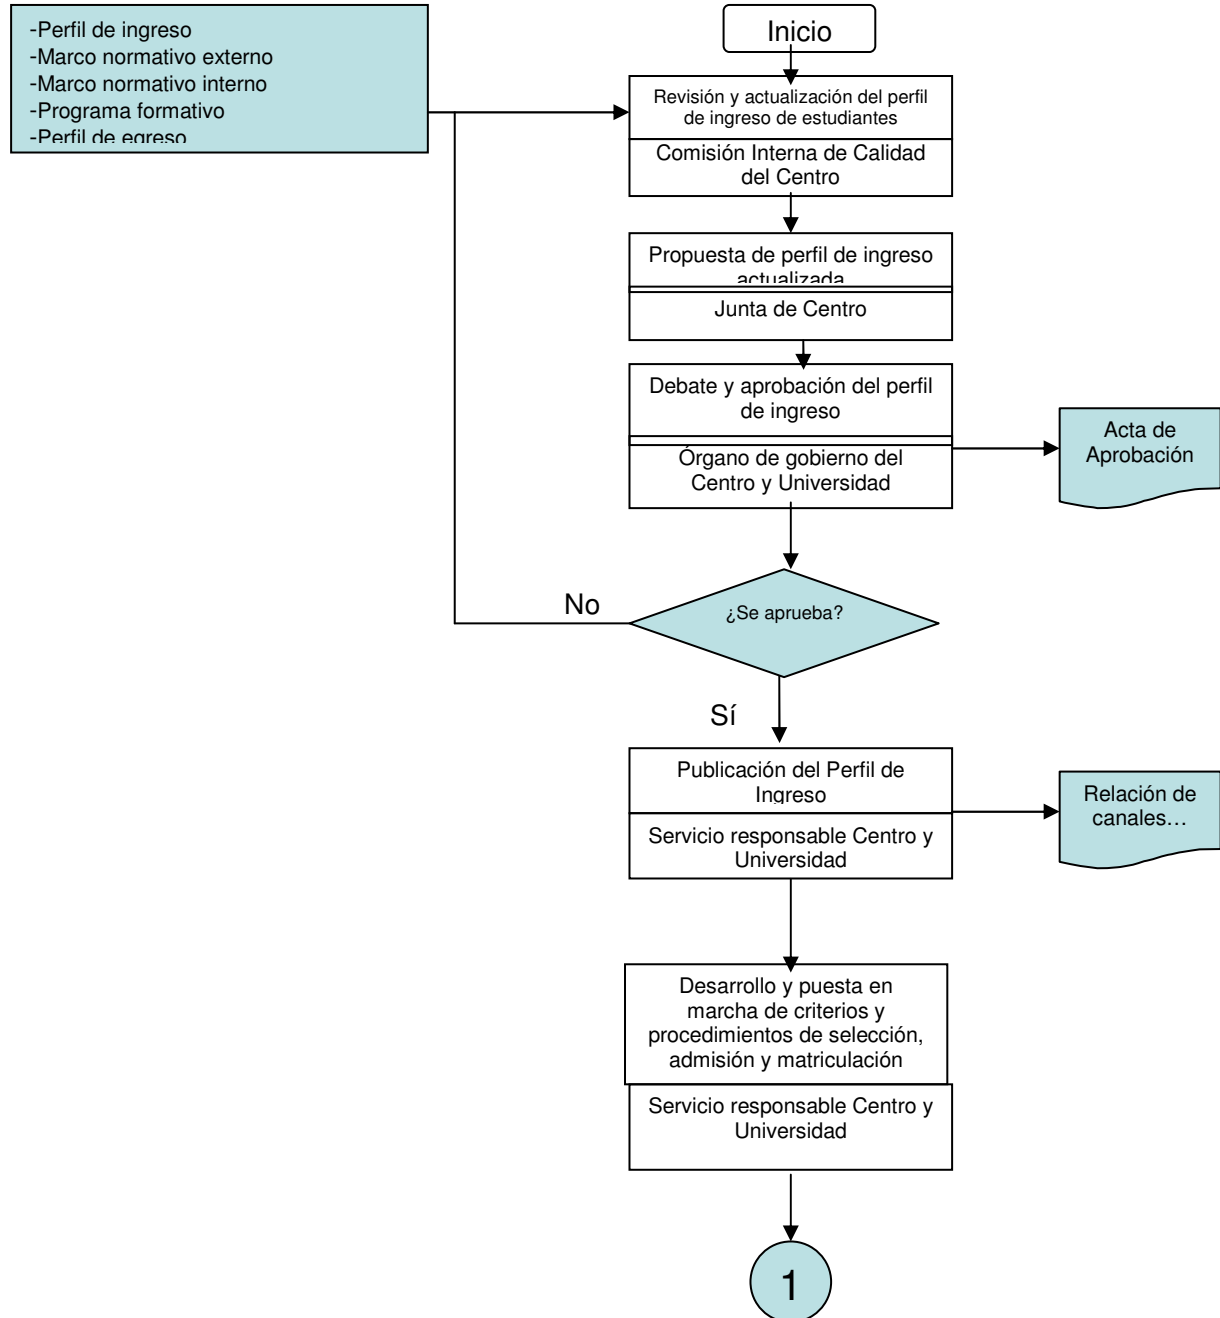 -Perfil de ingreso
-Marco normativo externo
-Marco normativo interno
-Programa formativo
-Perfil de egreso
Inicio
Revisión y actualización del perfil
de ingreso de estudiantes
Comisión Interna de Calidad
del Centro
Propuesta de perfil de ingreso
actualizada
Junta de Centro
Debate y aprobación del perfil
de ingreso
Órgano de gobierno del
Centro y Universidad
Acta de
Aprobación
¿Se aprueba?
No
Sí
Publicación del Perfil de
Ingreso
Servicio responsable Centro y
Universidad
Relación de
canales…
Desarrollo y puesta en
marcha de criterios y
procedimientos de selección,
admisión y matriculación
Servicio responsable Centro y
Universidad
1